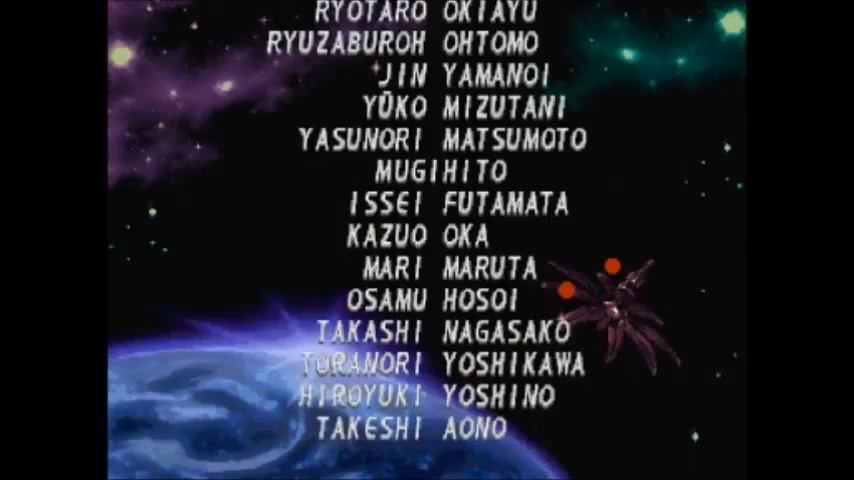 RYOTARO OKIAYU
RYUZABUROH OHTOMO
JIN YAMANOI
YŪKO MIZUTANI
YASUNORI MATSUMOTO
MUGIHITO
ISSEI FUTAMATA
KAZUO OKA
MARI MARUTA
OSAMU HOSOI
TAKASHI NAGASAKO
TORANORI YOSHIKAWA
HIROYUKI YOSHINO
TAKESHI AONO